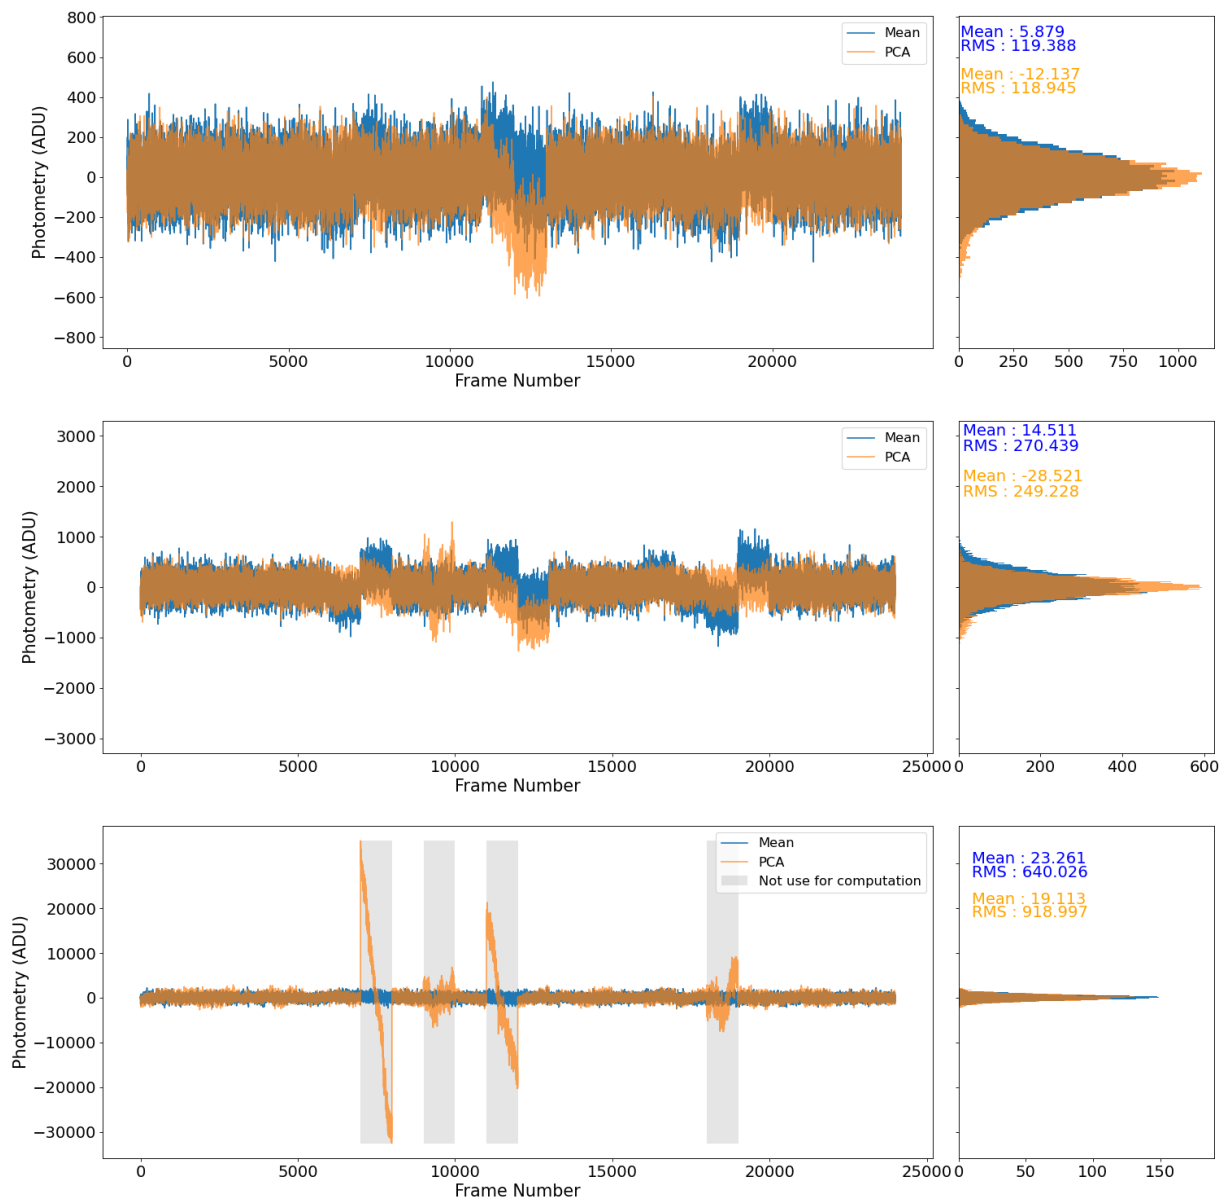 800
600
400
200
0
−200
−400
−600
−800
Photometry (ADU)
0
5000
10000
15000
20000
Frame Number
Mean
PCA
Mean : 5.879
RMS : 119.388
Mean : -12.137
RMS : 118.945
0
250
500
750
1000
3000
2000
1000
0
−1000
−2000
−3000
Photometry (ADU)
0
5000
10000
15000
20000
25000
Frame Number
Mean
PCA
Mean : 14.511
RMS : 270.439
Mean : -28.521
RMS : 249.228
0
200
400
600
30000
20000
10000
0
−10000
−20000
−30000
Photometry (ADU)
0
5000
10000
15000
20000
25000
Frame Number
Mean
PCA
Not use for computation
Mean : 23.261
RMS : 640.026
Mean : 19.113
RMS : 918.997
0
50
100
150